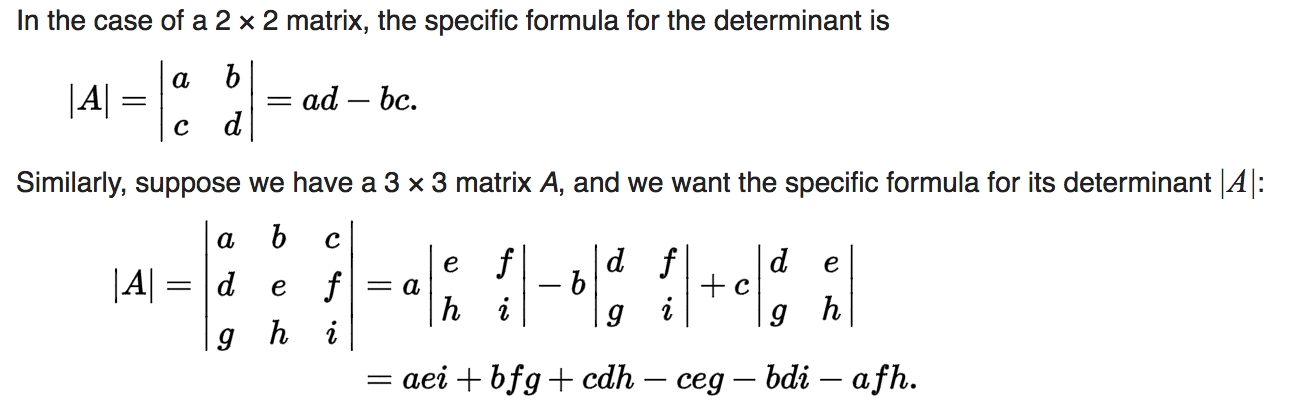 In the case of a 2 × 2 matrix, the specific formula for the determinant is
|A| = |a b; c d| = ad − bc.
Similarly, suppose we have a 3 × 3 matrix A, and we want the specific formula for its determinant |A|:
|A| = |a b c; d e f; g h i| = a |e f; h i| − b |d f; g i| + c |d e; g h|
= aei + bfg + cdh − ceg − bdi − afh.